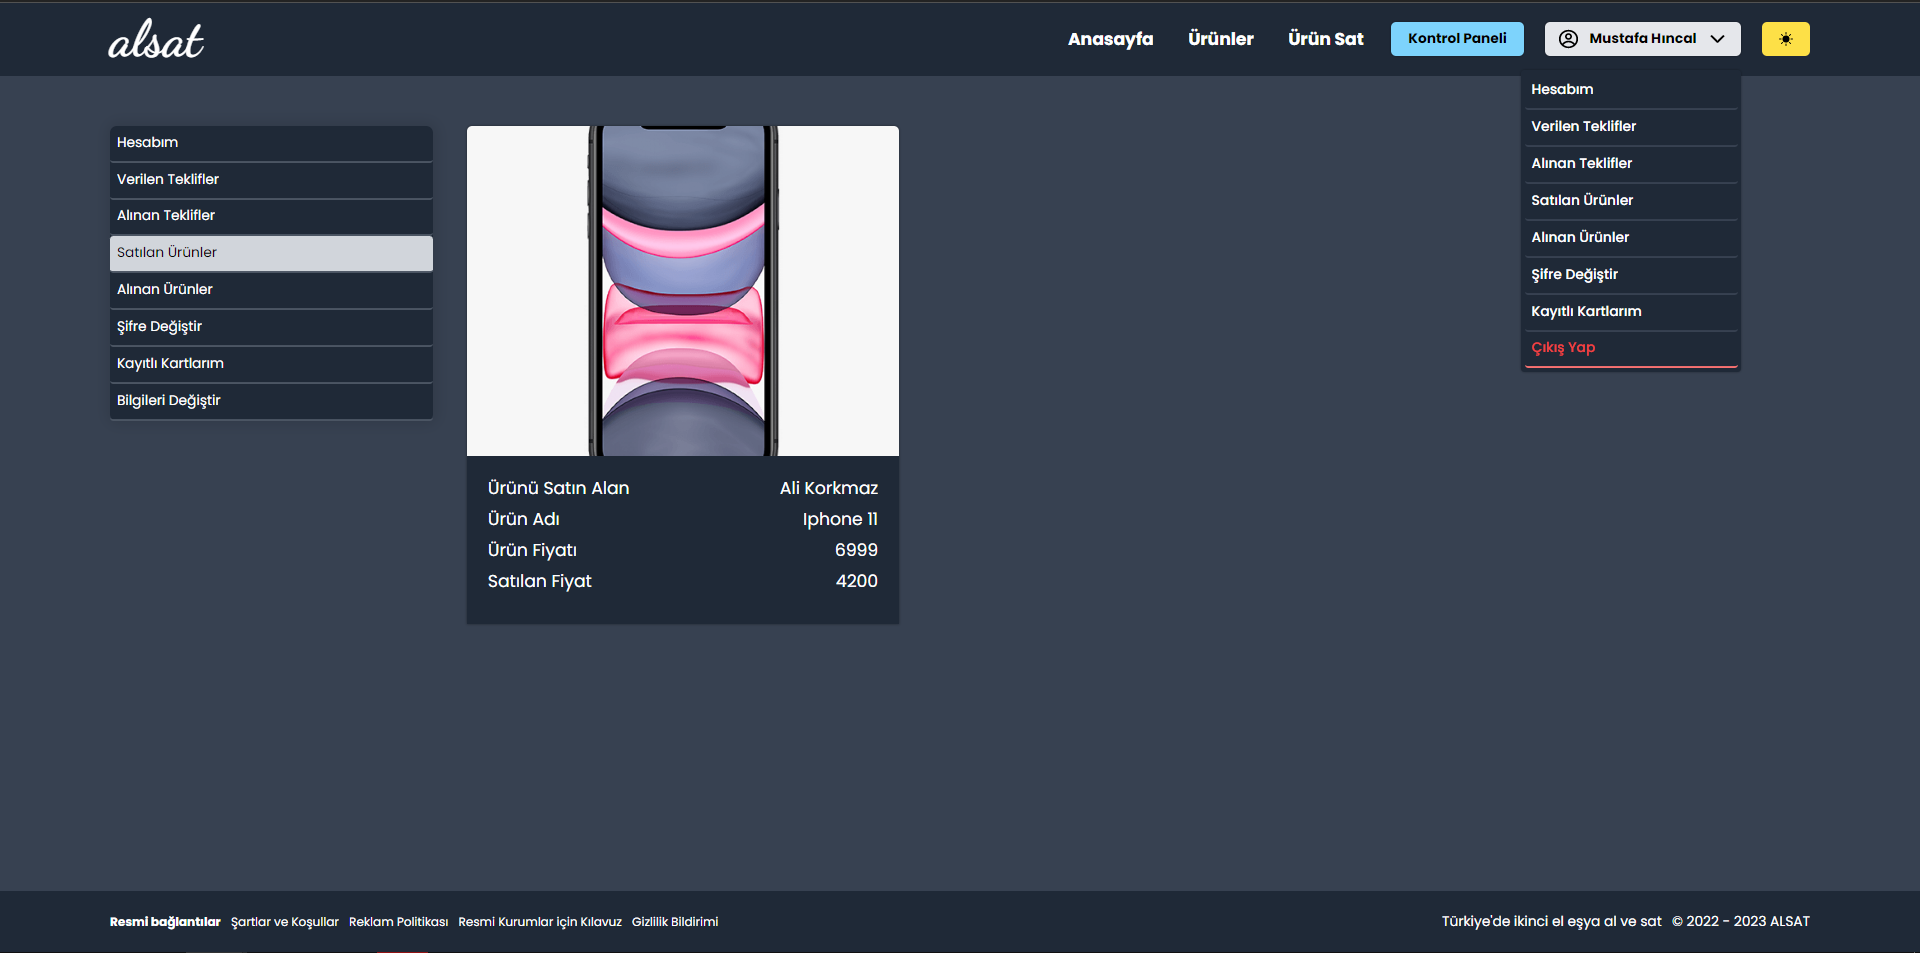 alsat
Anasayfa Ürünler Ürün Sat Kontrol Paneli Mustafa Hıncal
Hesabım
Verilen Teklifler
Alınan Teklifler
Satılan Ürünler
Alınan Ürünler
Şifre Değiştir
Kayıtlı Kartlarım
Çıkış Yap
Hesabım
Verilen Teklifler
Alınan Teklifler
Satılan Ürünler
Alınan Ürünler
Şifre Değiştir
Kayıtlı Kartlarım
Bilgileri Değiştir
Ürünü Satın Alan Ali Korkmaz
Ürün Adı Iphone 11
Ürün Fiyatı 6999
Satılan Fiyat 4200
Resmi bağlantılar Şartlar ve Koşullar Reklam Politikası Resmi Kurumlar için Kılavuz Gizlilik Bildirimi Türkiye'de ikinci el eşya al ve sat © 2022 - 2023 ALSAT